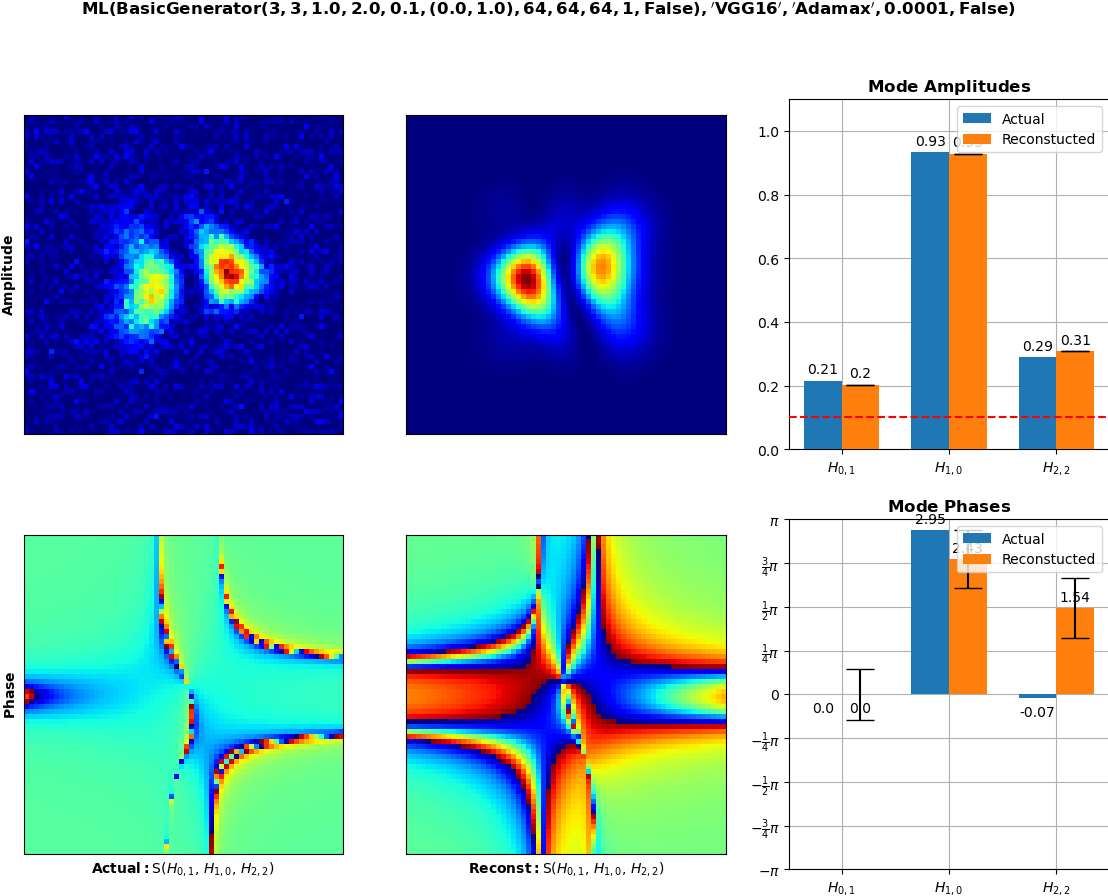 ML(BasicGenerator(3, 3, 1.0, 2.0, 0.1, (0.0, 1.0), 64, 64, 64, 1, False), 'VGG16', 'Adamax', 0.0001, False)
Amplitude
Mode Amplitudes
Actual
Reconstucted
1.0
0.8
0.6
0.4
0.2
0.0
0.21
0.2
0.93
0.29
0.31
H0,1
H1,0
H2,2
Phase
Actual: S(H0,1, H1,0, H2,2)
Reconst: S(H0,1, H1,0, H2,2)
Mode Phases
Actual
Reconstucted
π
3/4π
1/2π
1/4π
0
−1/4π
−1/2π
−3/4π
−π
0.0
0.0
2.95
2.43
-0.07
1.54
H0,1
H1,0
H2,2